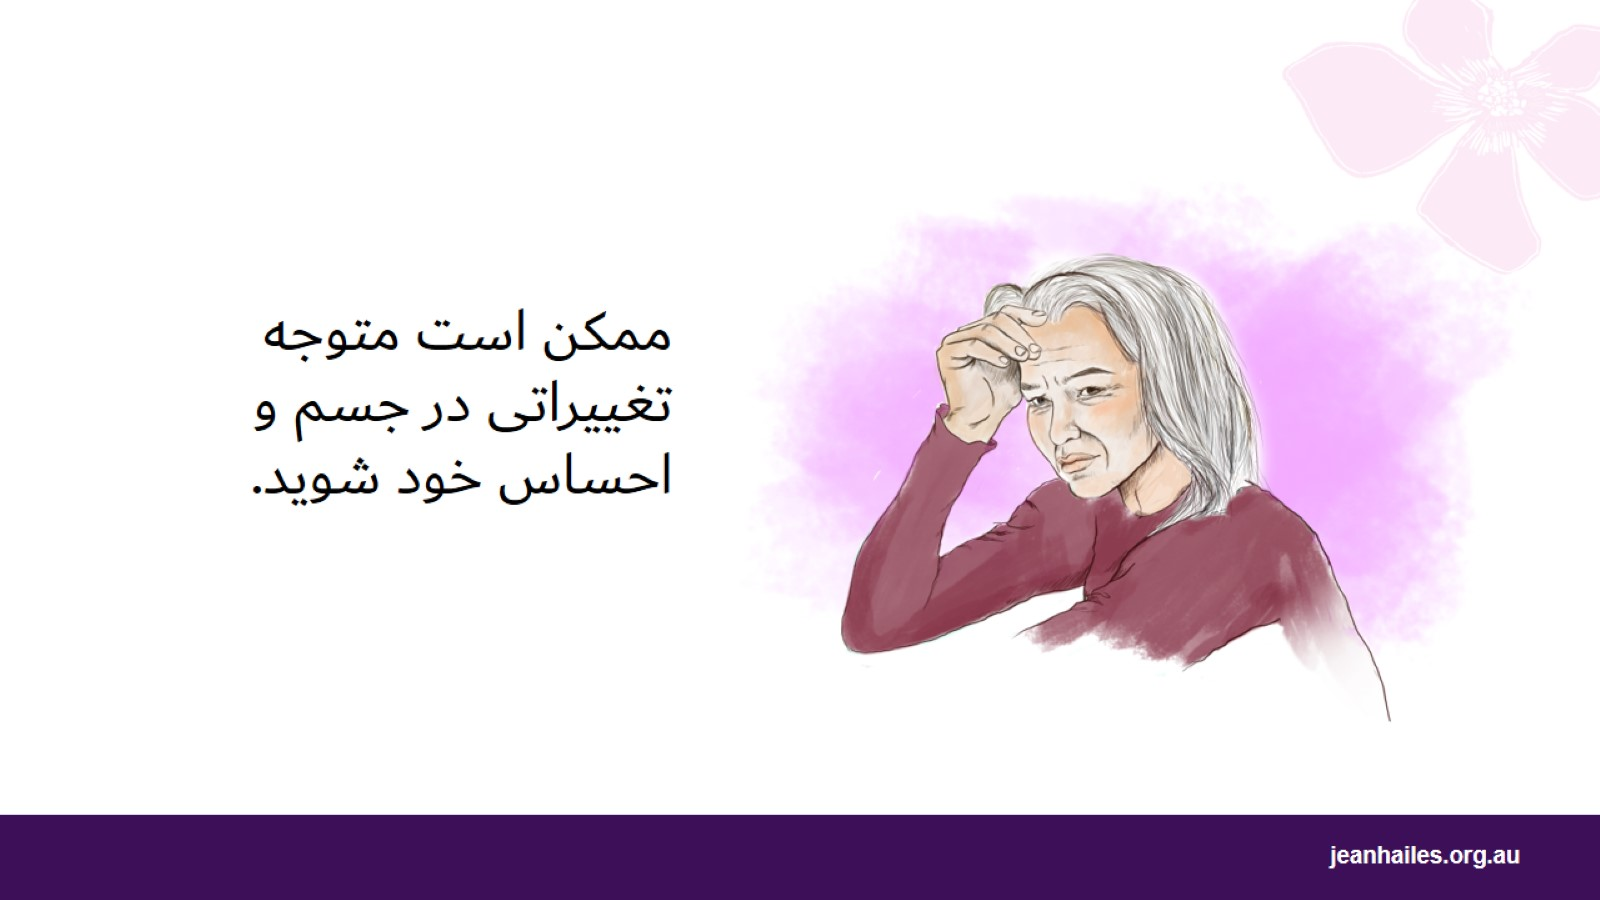 ممکن است متوجه
تغییراتی در جسم و
احساس خود شوید.
jeanhailes.org.au